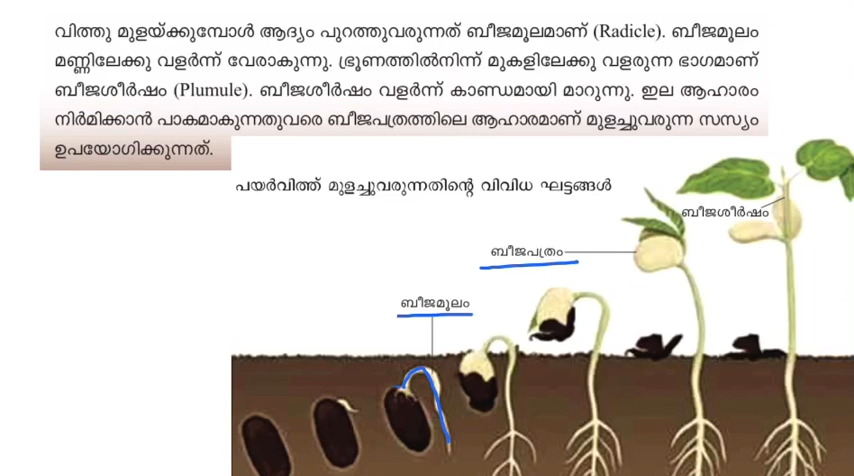 വിത്തു മുളയ്ക്കുമ്പോൾ ആദ്യം പുറത്തുവരുന്നത് ബീജമൂലമാണ് (Radicle). ബീജമൂലം
മണ്ണിലേക്കു വളർന്ന് വേരാകുന്നു. ഭ്രൂണത്തിൽനിന്ന് മുകളിലേക്കു വളരുന്ന ഭാഗമാണ്
ബീജശീർഷം (Plumule). ബീജശീർഷം വളർന്ന് കാണ്ഡമായി മാറുന്നു. ഇല ആഹാരം
നിർമിക്കാൻ പാകമാകുന്നതുവരെ ബീജപത്രത്തിലെ ആഹാരമാണ് മുളച്ചുവരുന്ന സസ്യം
ഉപയോഗിക്കുന്നത്.
പയർവിത്ത് മുളച്ചുവരുന്നതിന്റെ വിവിധ ഘട്ടങ്ങൾ
ബീജശീർഷം
ബീജപത്രം
ബീജമൂലം